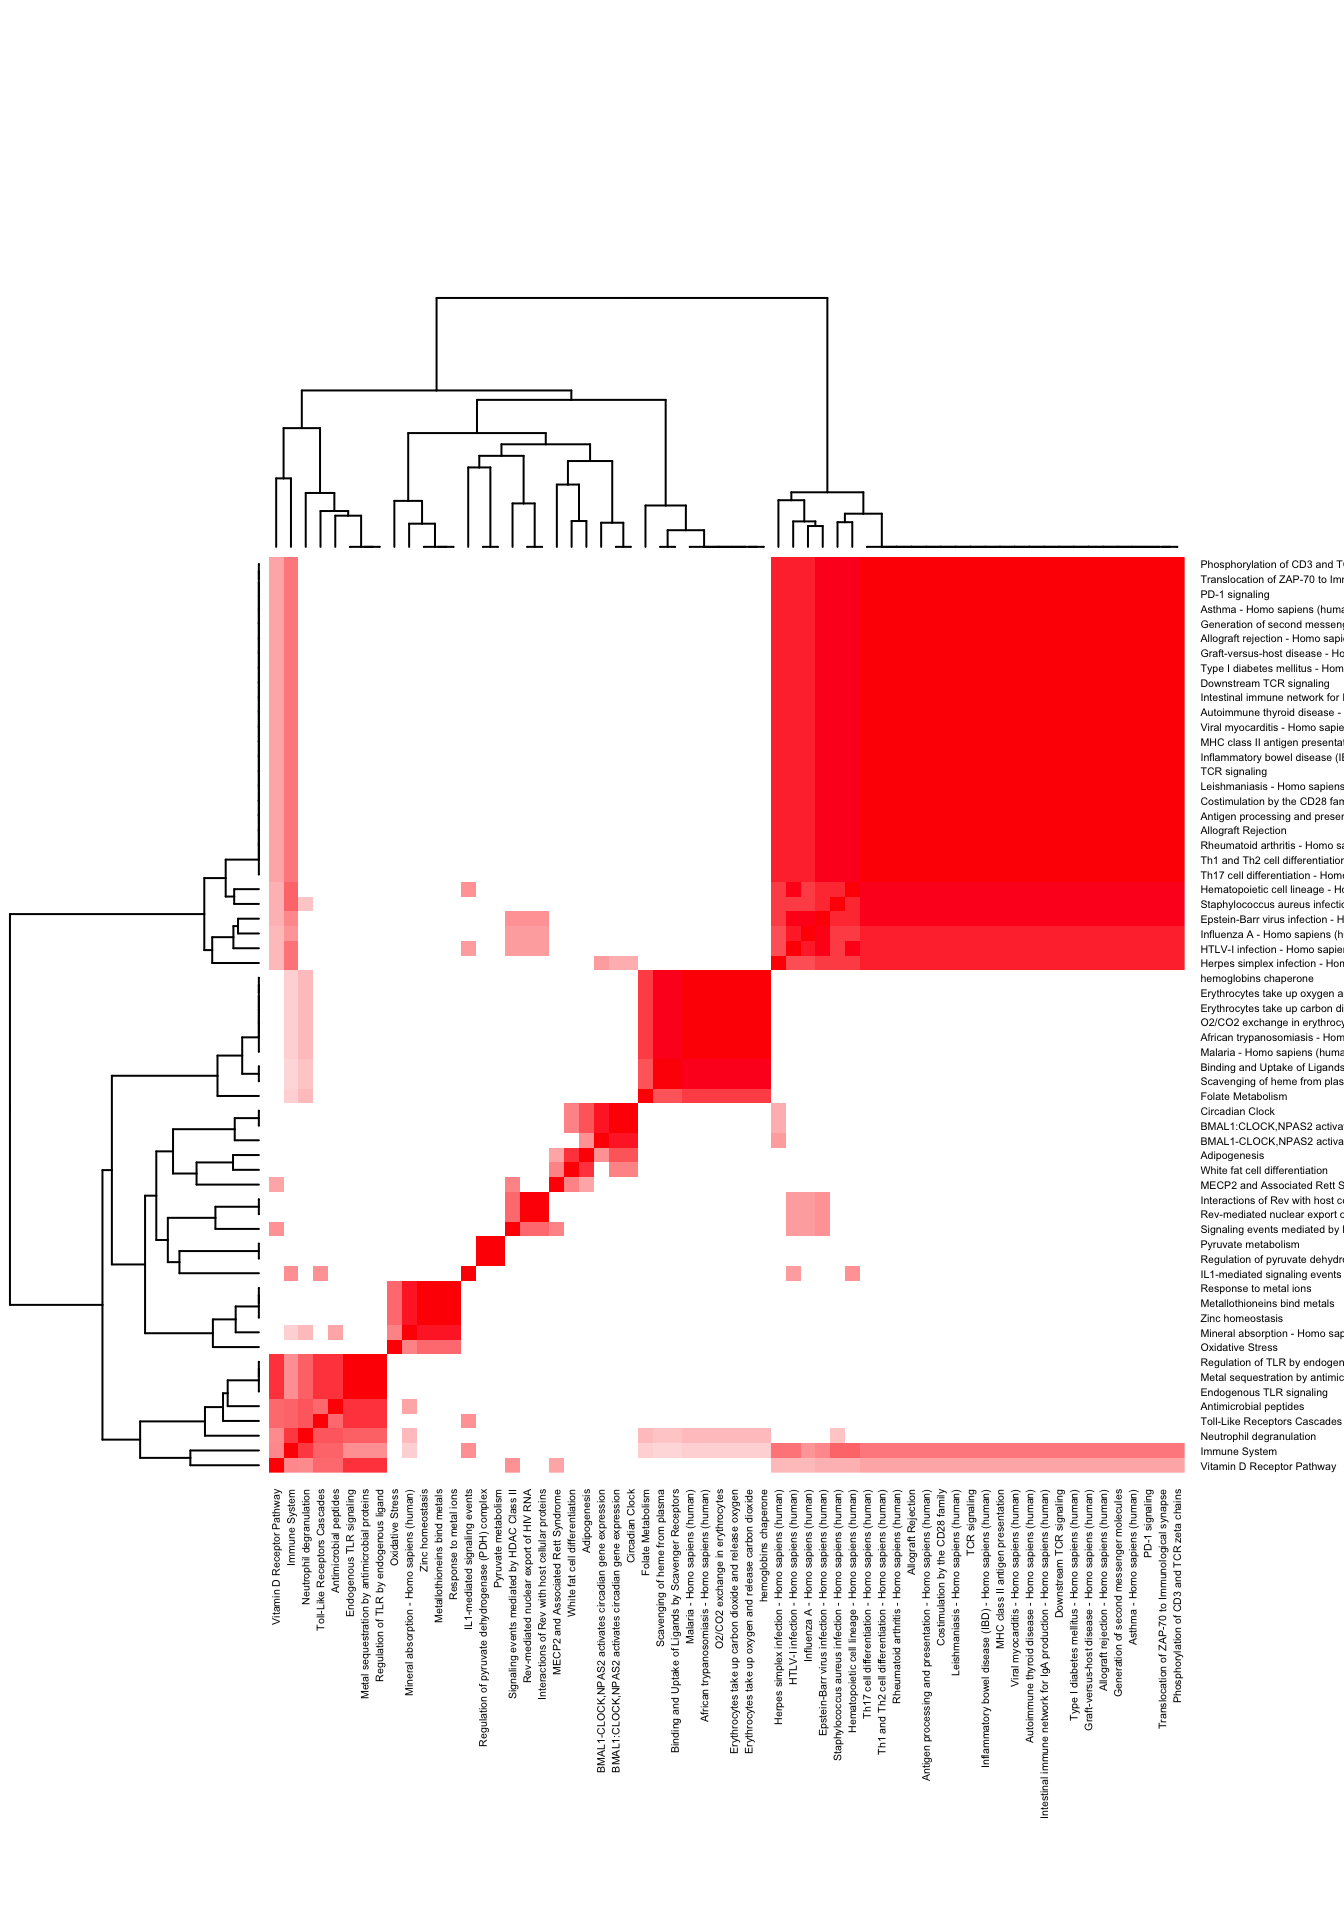 Phosphorylation of CD3 and T
Translocation of ZAP-70 to Im
PD-1 signaling
Asthma - Homo sapiens (huma
Generation of second messeng
Allograft rejection - Homo sapie
Graft-versus-host disease - Ho
Type I diabetes mellitus - Hom
Downstream TCR signaling
Intestinal immune network for I
Autoimmune thyroid disease -
Viral myocarditis - Homo sapie
MHC class II antigen presentat
Inflammatory bowel disease (IB
TCR signaling
Leishmaniasis - Homo sapiens
Costimulation by the CD28 fam
Antigen processing and presen
Allograft Rejection
Rheumatoid arthritis - Homo sa
Th1 and Th2 cell differentiation
Th17 cell differentiation - Homo
Hematopoietic cell lineage - Ho
Staphylococcus aureus infectio
Epstein-Barr virus infection - H
Influenza A - Homo sapiens (h
HTLV-I infection - Homo sapien
Herpes simplex infection - Hom
hemoglobins chaperone
Erythrocytes take up oxygen a
Erythrocytes take up carbon di
O2/CO2 exchange in erythrocy
African trypanosomiasis - Hom
Malaria - Homo sapiens (huma
Binding and Uptake of Ligands
Scavenging of heme from plas
Folate Metabolism
Circadian Clock
BMAL1:CLOCK,NPAS2 activa
BMAL1-CLOCK,NPAS2 activa
Adipogenesis
White fat cell differentiation
MECP2 and Associated Rett S
Interactions of Rev with host ce
Rev-mediated nuclear export o
Signaling events mediated by H
Pyruvate metabolism
Regulation of pyruvate dehydro
IL1-mediated signaling events
Response to metal ions
Metallothioneins bind metals
Zinc homeostasis
Mineral absorption - Homo sap
Oxidative Stress
Regulation of TLR by endogen
Metal sequestration by antimic
Endogenous TLR signaling
Antimicrobial peptides
Toll-Like Receptors Cascades
Neutrophil degranulation
Immune System
Vitamin D Receptor Pathway
Vitamin D Receptor Pathway
Immune System
Neutrophil degranulation
Toll-Like Receptors Cascades
Antimicrobial peptides
Endogenous TLR signaling
Metal sequestration by antimicrobial proteins
Regulation of TLR by endogenous ligand
Oxidative Stress
Mineral absorption - Homo sapiens (human)
Zinc homeostasis
Metallothioneins bind metals
Response to metal ions
IL1-mediated signaling events
Regulation of pyruvate dehydrogenase (PDH) complex
Pyruvate metabolism
Signaling events mediated by HDAC Class II
Rev-mediated nuclear export of HIV RNA
Interactions of Rev with host cellular proteins
MECP2 and Associated Rett Syndrome
White fat cell differentiation
Adipogenesis
BMAL1-CLOCK,NPAS2 activates circadian gene expression
BMAL1:CLOCK,NPAS2 activates circadian gene expression
Circadian Clock
Folate Metabolism
Scavenging of heme from plasma
Binding and Uptake of Ligands by Scavenger Receptors
Malaria - Homo sapiens (human)
African trypanosomiasis - Homo sapiens (human)
O2/CO2 exchange in erythrocytes
Erythrocytes take up carbon dioxide and release oxygen
Erythrocytes take up oxygen and release carbon dioxide
hemoglobins chaperone
Herpes simplex infection - Homo sapiens (human)
HTLV-I infection - Homo sapiens (human)
Influenza A - Homo sapiens (human)
Epstein-Barr virus infection - Homo sapiens (human)
Staphylococcus aureus infection - Homo sapiens (human)
Hematopoietic cell lineage - Homo sapiens (human)
Th17 cell differentiation - Homo sapiens (human)
Th1 and Th2 cell differentiation - Homo sapiens (human)
Rheumatoid arthritis - Homo sapiens (human)
Allograft Rejection
Antigen processing and presentation - Homo sapiens (human)
Costimulation by the CD28 family
Leishmaniasis - Homo sapiens (human)
TCR signaling
Inflammatory bowel disease (IBD) - Homo sapiens (human)
MHC class II antigen presentation
Viral myocarditis - Homo sapiens (human)
Autoimmune thyroid disease - Homo sapiens (human)
Intestinal immune network for IgA production - Homo sapiens (human)
Downstream TCR signaling
Type I diabetes mellitus - Homo sapiens (human)
Graft-versus-host disease - Homo sapiens (human)
Allograft rejection - Homo sapiens (human)
Generation of second messenger molecules
Asthma - Homo sapiens (human)
PD-1 signaling
Translocation of ZAP-70 to Immunological synapse
Phosphorylation of CD3 and TCR zeta chains